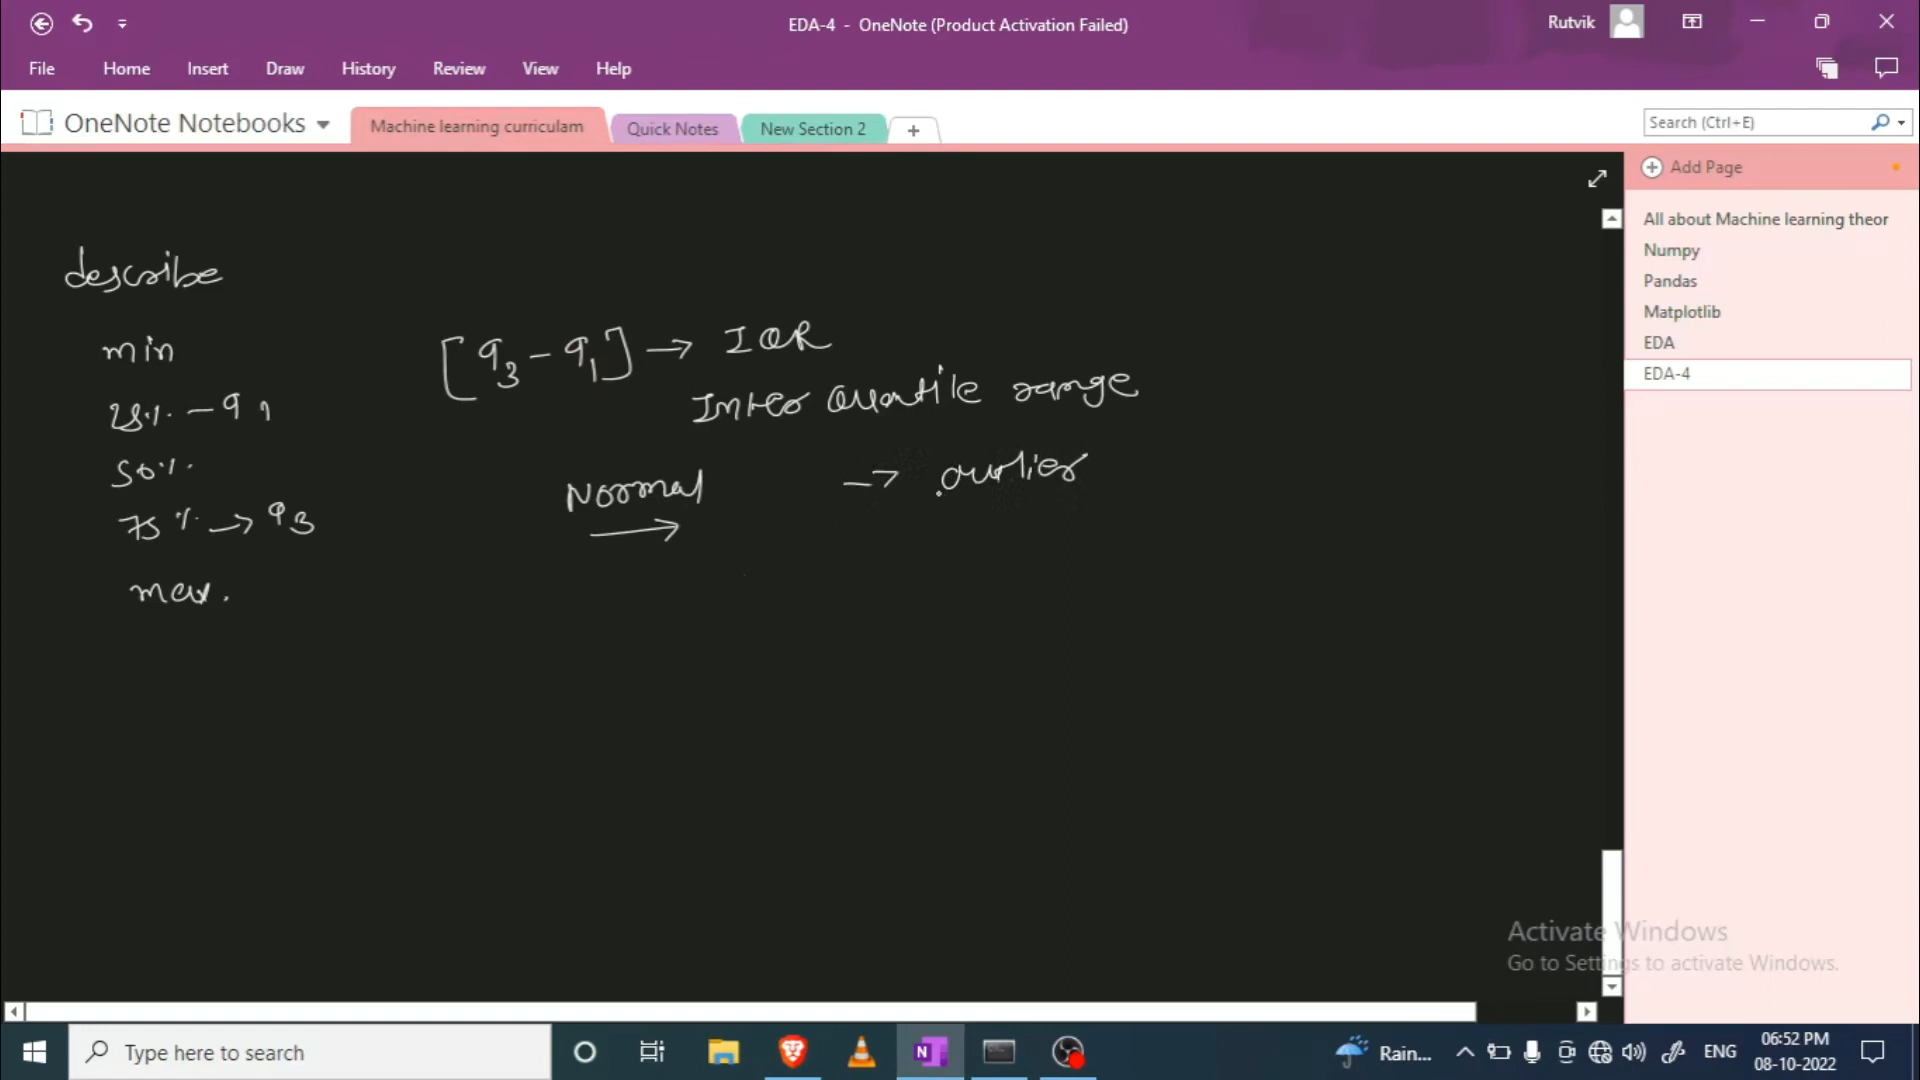 EDA-4 - OneNote (Product Activation Failed)
Rutvik
File Home Insert Draw History Review View Help
OneNote Notebooks
Machine learning curriculam
Quick Notes
New Section 2
+
Search (Ctrl+E)
Add Page
All about Machine learning theor
Numpy
Pandas
Matplotlib
EDA
EDA-4
describe
min
25% - q1
50%
75% → q3
max.
[q3 - q1] → IQR
Inter Quantile range
Normal → outlier
→
Activate Windows
Go to Settings to activate Windows.
Type here to search
Rain...
ENG
06:52 PM
08-10-2022